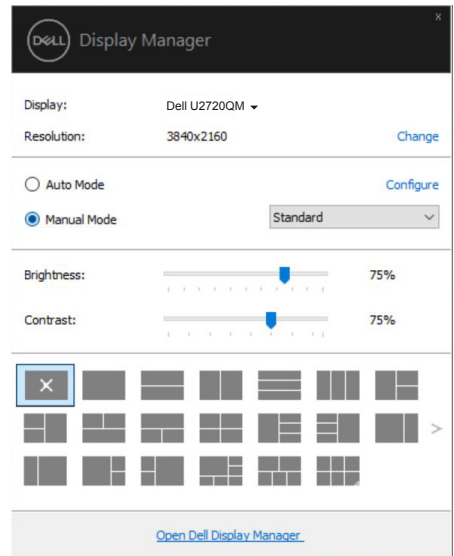 x
DELL Display Manager
Display: Dell U2720QM
Resolution: 3840x2160 Change
Auto Mode Configure
Manual Mode Standard
Brightness: 75%
Contrast: 75%
Open Dell Display Manager